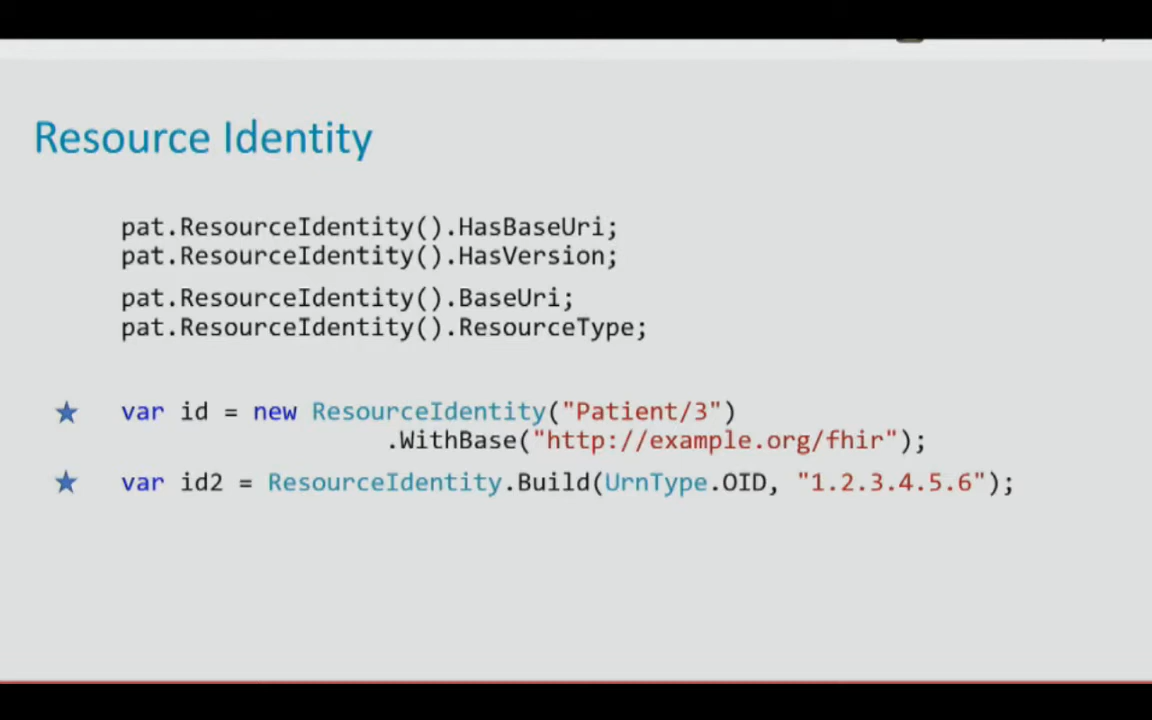 Resource Identity
pat.ResourceIdentity().HasBaseUri;
pat.ResourceIdentity().HasVersion;
pat.ResourceIdentity().BaseUri;
pat.ResourceIdentity().ResourceType;
var id = new ResourceIdentity("Patient/3")
.WithBase("http://example.org/fhir");
var id2 = ResourceIdentity.Build(UrnType.OID, "1.2.3.4.5.6");